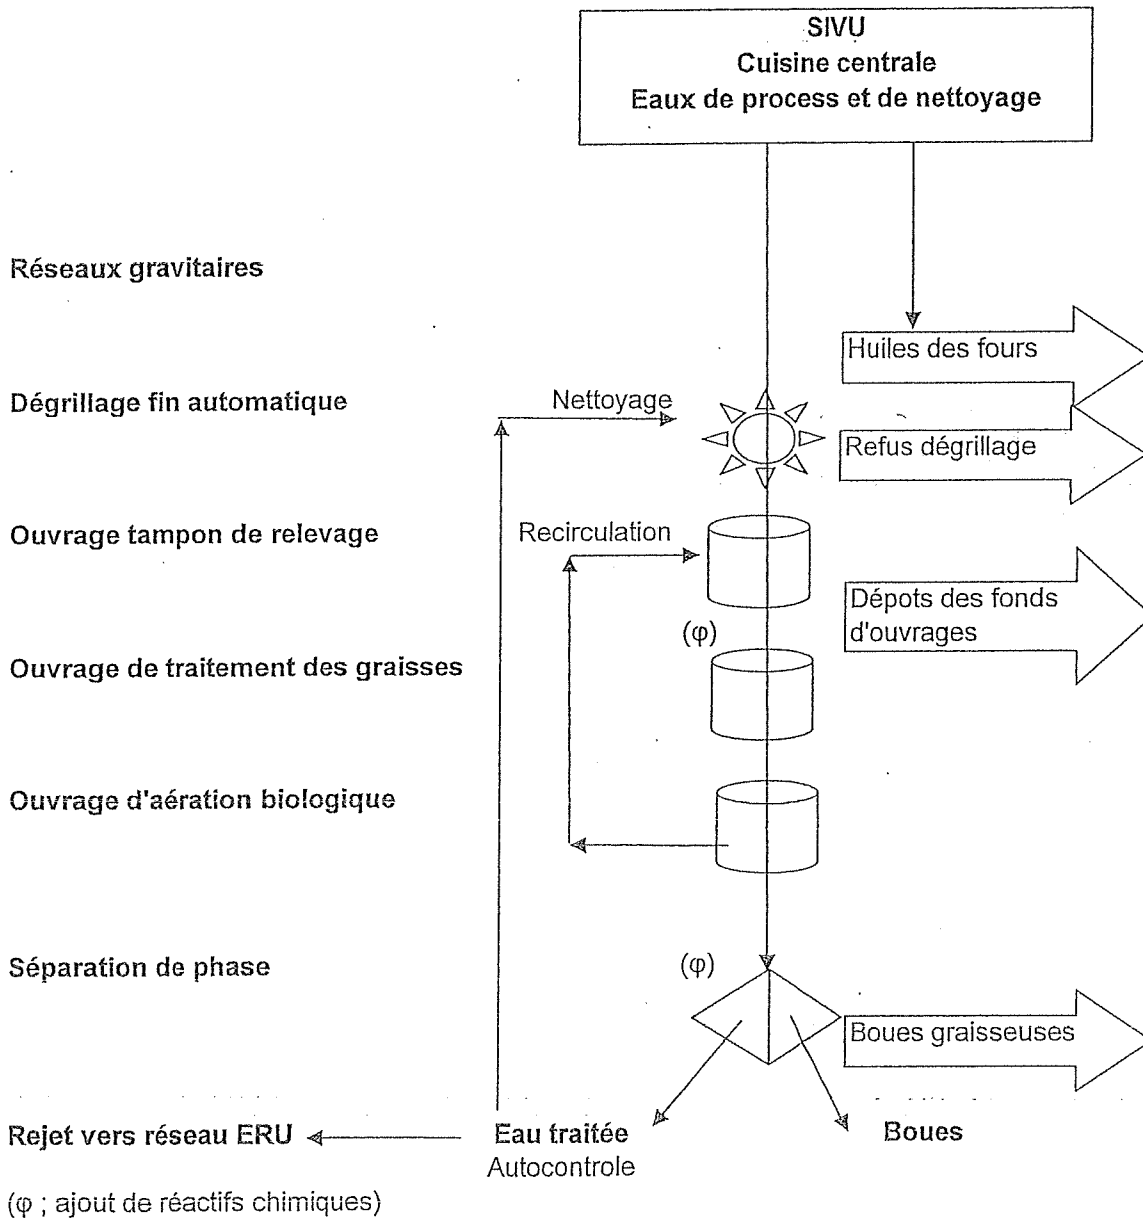 SIVU
Cuisine centrale
Eaux de process et de nettoyage
Réseaux gravitaires
Huiles des fours
Dégrillage fin automatique
Nettoyage
Refus dégrillage
Ouvrage tampon de relevage
Recirculation
Dépots des fonds
d'ouvrages
(φ)
Ouvrage de traitement des graisses
Ouvrage d'aération biologique
Séparation de phase
(φ)
Boues graisseuses
Rejet vers réseau ERU
Eau traitée
Autocontrole
Boues
(φ ; ajout de réactifs chimiques)